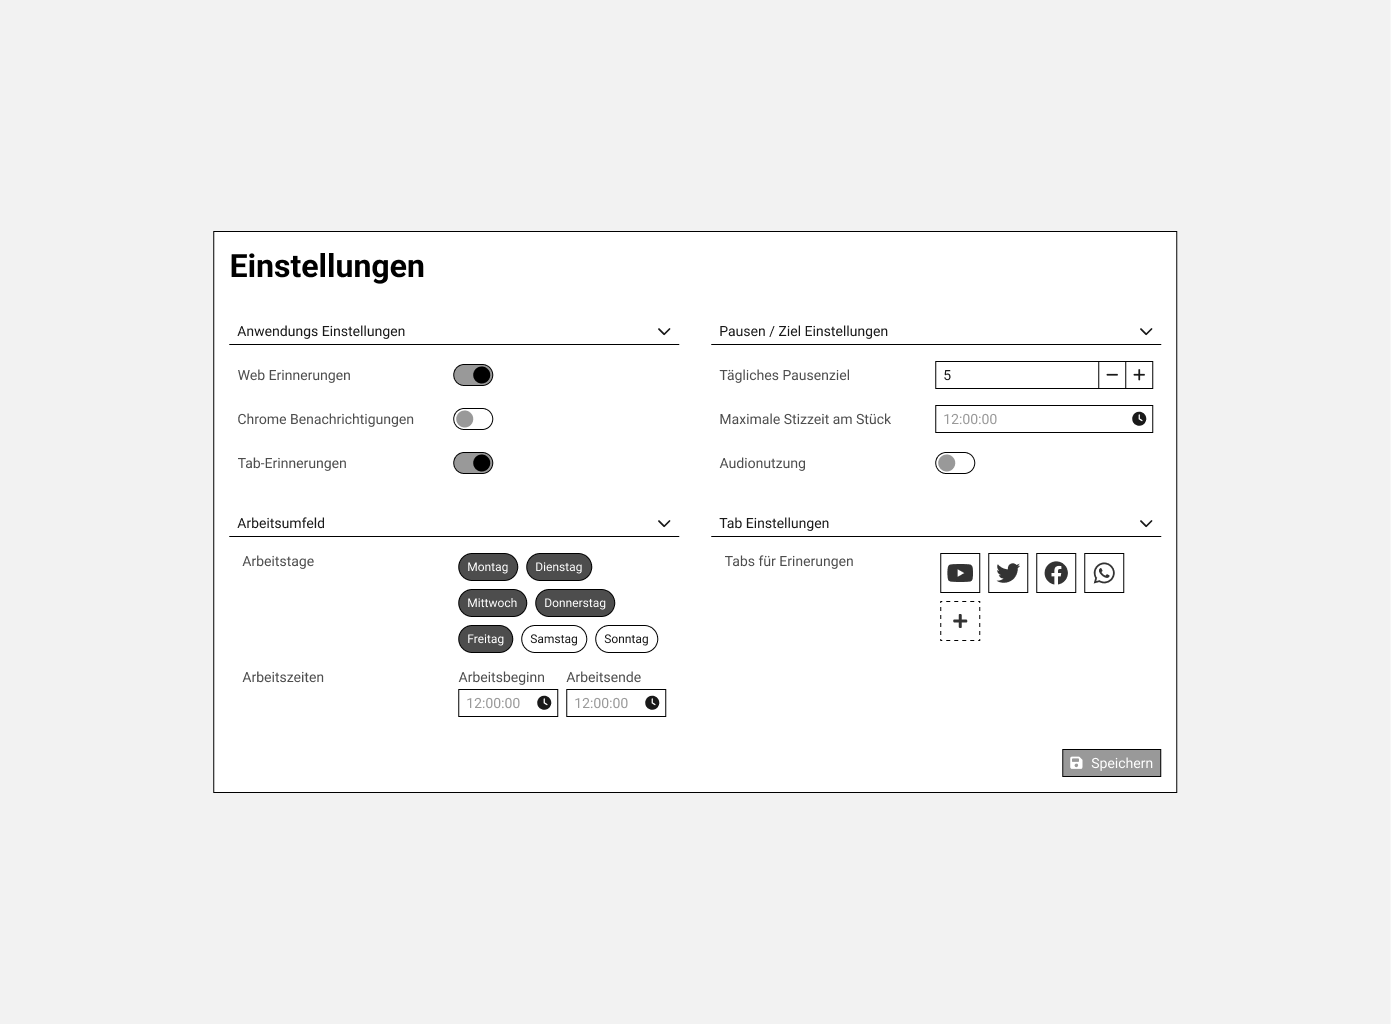 Einstellungen
Anwendungs Einstellungen
Web Erinnerungen
Chrome Benachrichtigungen
Tab-Erinnerungen
Pausen / Ziel Einstellungen
Tägliches Pausenziel
5
Maximale Stizzeit am Stück
12:00:00
Audionutzung
Arbeitsumfeld
Arbeitstage
Montag Dienstag
Mittwoch Donnerstag
Freitag Samstag Sonntag
Arbeitszeiten
Arbeitsbeginn Arbeitsende
12:00:00 12:00:00
Tab Einstellungen
Tabs für Erinerungen
Speichern